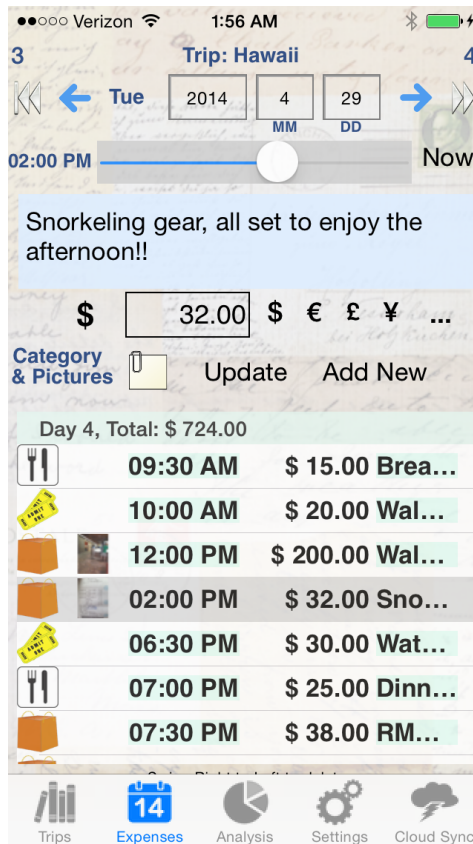 Verizon 1:56 AM
3 Trip: Hawaii 4
Tue 2014 4 29
MM DD
02:00 PM Now
Snorkeling gear, all set to enjoy the
afternoon!!
$ 32.00 $ € £ ¥ ...
Category
& Pictures Update Add New
Day 4, Total: $ 724.00
09:30 AM $ 15.00 Brea...
10:00 AM $ 20.00 Wal...
12:00 PM $ 200.00 Wal...
02:00 PM $ 32.00 Sno...
06:30 PM $ 30.00 Wat...
07:00 PM $ 25.00 Dinn...
07:30 PM $ 38.00 RM...
14
Trips Expenses Analysis Settings Cloud Sync